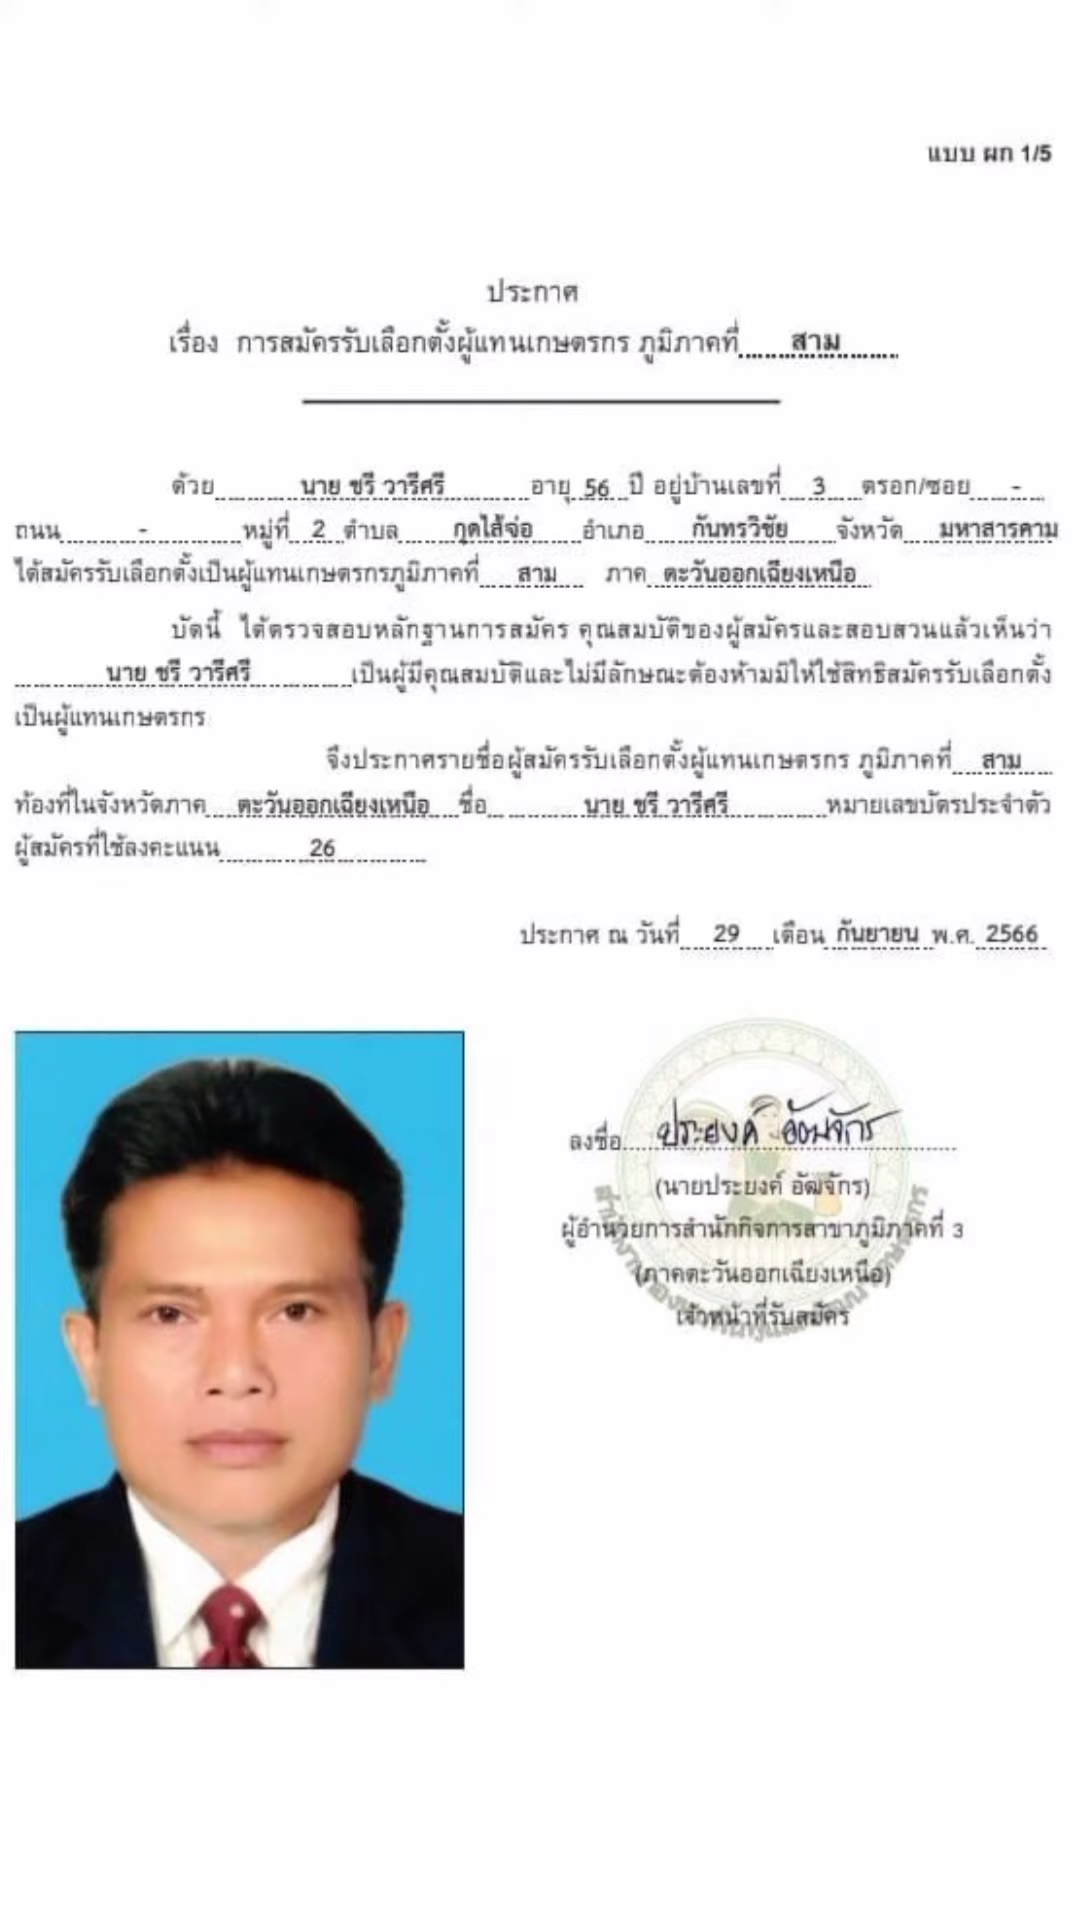 แบบ ผก 1/5
ประกาศ
เรื่อง การสมัครรับเลือกตั้งผู้แทนเกษตรกร ภูมิภาคที่ สาม
ด้วย นาย ชรี วารีศรี อายุ 56 ปี อยู่บ้านเลขที่ 3 ตรอก/ซอย -
ถนน - หมู่ที่ 2 ตำบล กุดไส้จ่อ อำเภอ กันทรวิชัย จังหวัด มหาสารคาม
ได้สมัครรับเลือกตั้งเป็นผู้แทนเกษตรกรภูมิภาคที่ สาม ภาค ตะวันออกเฉียงเหนือ
บัดนี้ ได้ตรวจสอบหลักฐานการสมัคร คุณสมบัติของผู้สมัครและสอบสวนแล้วเห็นว่า
นาย ชรี วารีศรี เป็นผู้มีคุณสมบัติและไม่มีลักษณะต้องห้ามมิให้ใช้สิทธิสมัครรับเลือกตั้ง
เป็นผู้แทนเกษตรกร
จึงประกาศรายชื่อผู้สมัครรับเลือกตั้งผู้แทนเกษตรกร ภูมิภาคที่ สาม
ท้องที่ในจังหวัดภาค ตะวันออกเฉียงเหนือ ชื่อ นาย ชรี วารีศรี หมายเลขบัตรประจำตัว
ผู้สมัครที่ใช้ลงคะแนน 26
ประกาศ ณ วันที่ 29 เดือน กันยายน พ.ศ. 2566
ลงชื่อ ประยงค์ อัฒจักร
(นายประยงค์ อัฒจักร)
ผู้อำนวยการสำนักกิจการสาขาภูมิภาคที่ 3
(ภาคตะวันออกเฉียงเหนือ)
เจ้าหน้าที่รับสมัคร